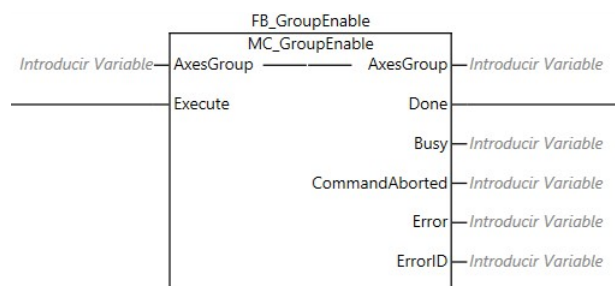 FB_GroupEnable
MC_GroupEnable
Introducir Variable AxesGroup AxesGroup Introducir Variable
Execute Done
Busy Introducir Variable
CommandAborted Introducir Variable
Error Introducir Variable
ErrorID Introducir Variable